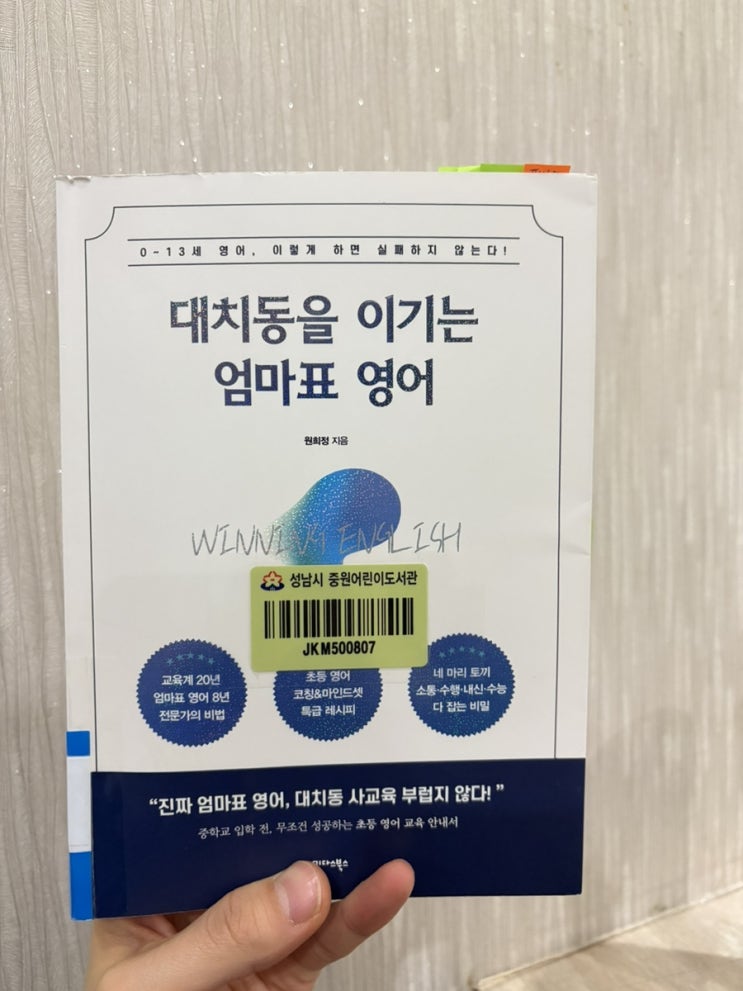 0~13세 영어, 이렇게 하면 실패하지 않는다!
대치동을 이기는
엄마표 영어
원희정 지음
WINNING ENGLISH
성남시 중원어린이도서관
JKM500807
교육계 20년
엄마표 영어 8년
전문가의 비법
초등 영어
코칭&마인드셋
특급 레시피
네 마리 토끼
소통·수행·내신·수능
다 잡는 비밀
“진짜 엄마표 영어, 대치동 사교육 부럽지 않다!”
중학교 입학 전, 무조건 성공하는 초등 영어 교육 안내서